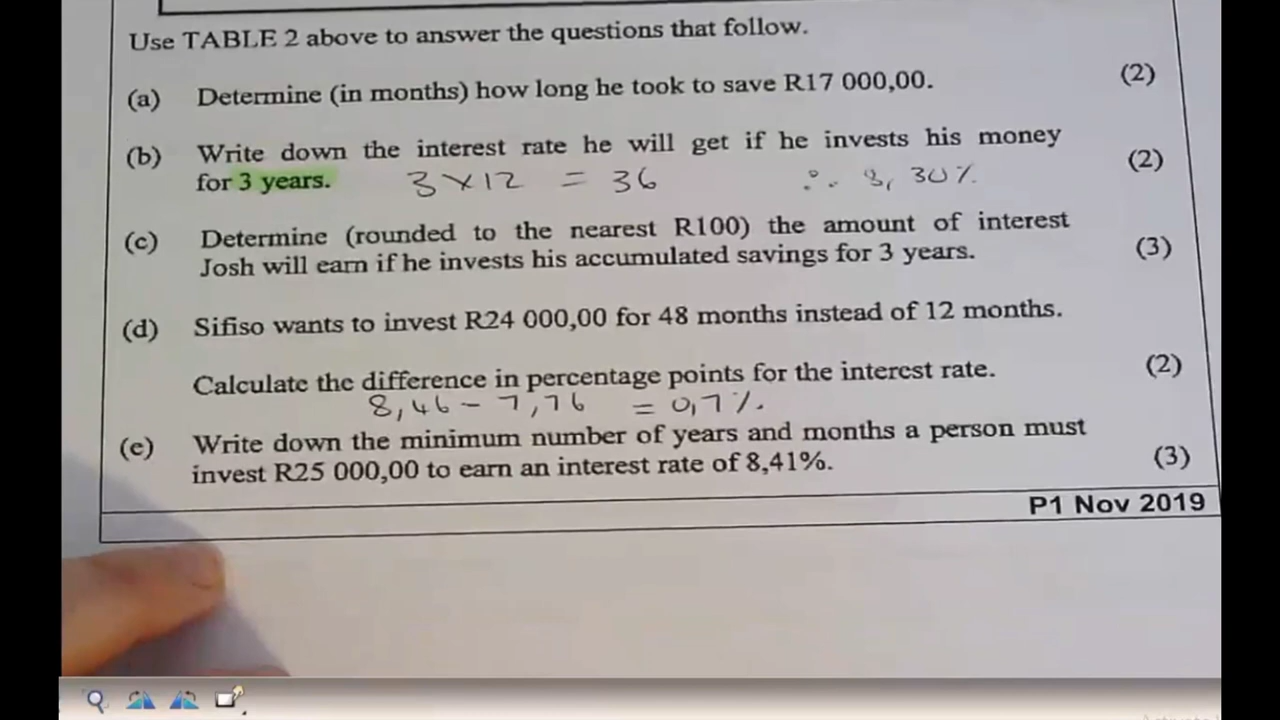 Use TABLE 2 above to answer the questions that follow.
(a) Determine (in months) how long he took to save R17 000,00. (2)
(b) Write down the interest rate he will get if he invests his money
for 3 years. (2)
3 × 12 = 36 ∴ 8,30%
(c) Determine (rounded to the nearest R100) the amount of interest
Josh will earn if he invests his accumulated savings for 3 years. (3)
(d) Sifiso wants to invest R24 000,00 for 48 months instead of 12 months.
Calculate the difference in percentage points for the interest rate. (2)
8,46 - 7,76 = 0,7%.
(e) Write down the minimum number of years and months a person must
invest R25 000,00 to earn an interest rate of 8,41%. (3)
P1 Nov 2019